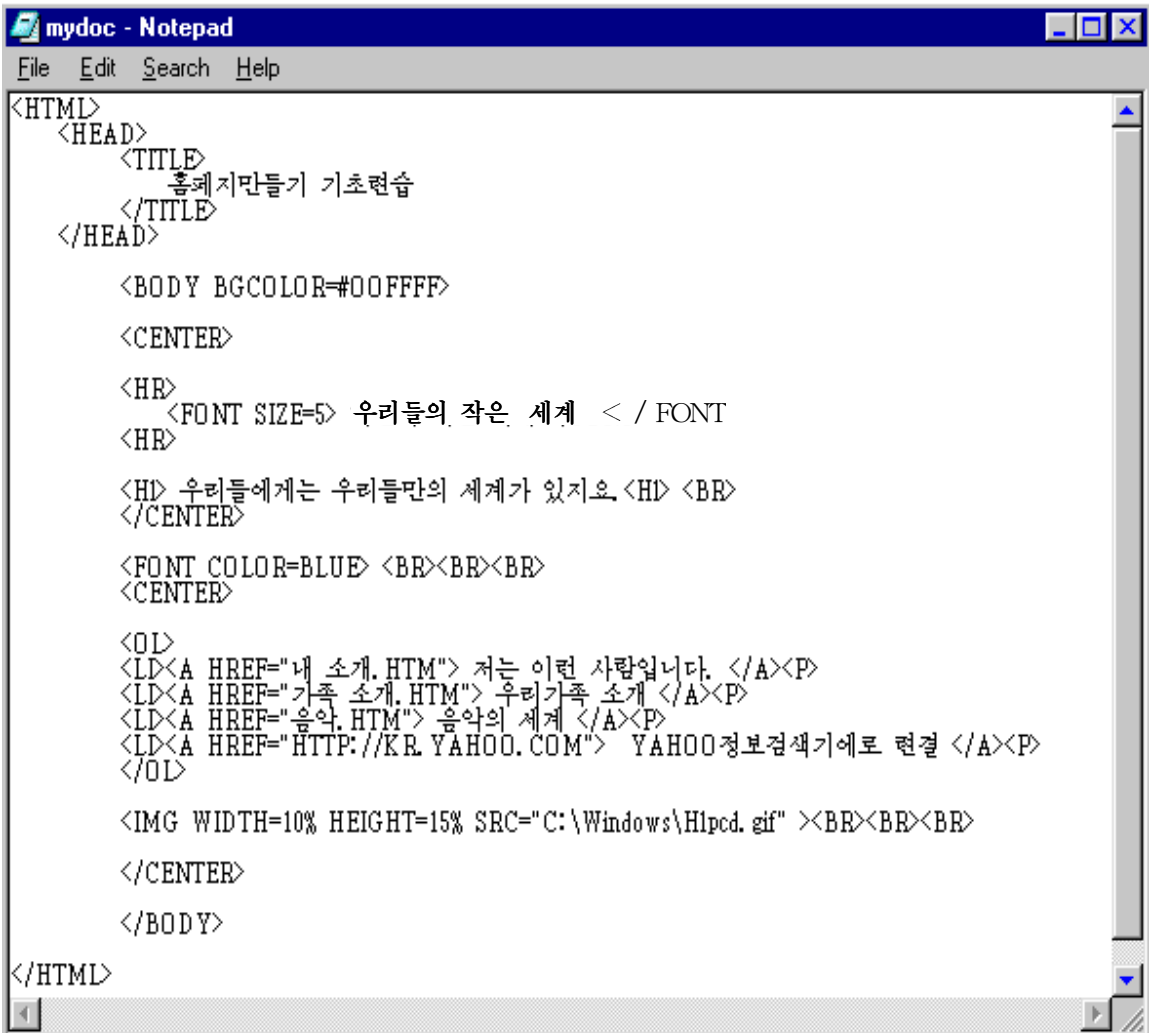 mydoc - Notepad
File Edit Search Help
<HTML>
<HEAD>
<TITLE>
홈페지만들기 기초련습
</TITLE>
</HEAD>
<BODY BGCOLOR=#00FFFF>
<CENTER>
<HR>
<FONT SIZE=5> 우리들의 작은 세계 < / FONT
<HR>
<H1> 우리들에게는 우리들만의 세계가 있지요.<H1> <BR>
</CENTER>
<FONT COLOR=BLUE> <BR><BR><BR>
<CENTER>
<OL>
<LI><A HREF="내 소개.HTM"> 저는 이런 사람입니다. </A><P>
<LI><A HREF="가족 소개.HTM"> 우리가족 소개 </A><P>
<LI><A HREF="음악.HTM"> 음악의 세계 </A><P>
<LI><A HREF="HTTP://KR.YAHOO.COM"> YAHOO정보검색기에로 련결 </A><P>
</OL>
<IMG WIDTH=10% HEIGHT=15% SRC="C:\Windows\Hlpcd.gif" ><BR><BR><BR>
</CENTER>
</BODY>
</HTML>